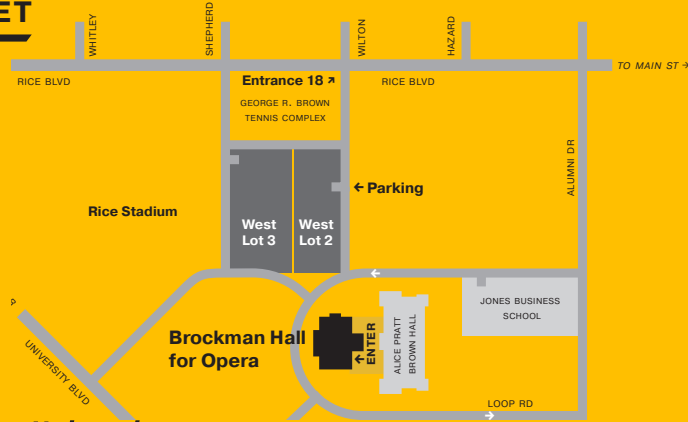 ET
WHITLEY
SHEPHERD
WILTON
HAZARD
TO MAIN ST →
RICE BLVD
Entrance 18 ↗
RICE BLVD
GEORGE R. BROWN
TENNIS COMPLEX
ALUMNI DR
← Parking
Rice Stadium
West
Lot 3
West
Lot 2
JONES BUSINESS
SCHOOL
Brockman Hall
for Opera
ENTER
ALICE PRATT
BROWN HALL
UNIVERSITY BLVD
LOOP RD